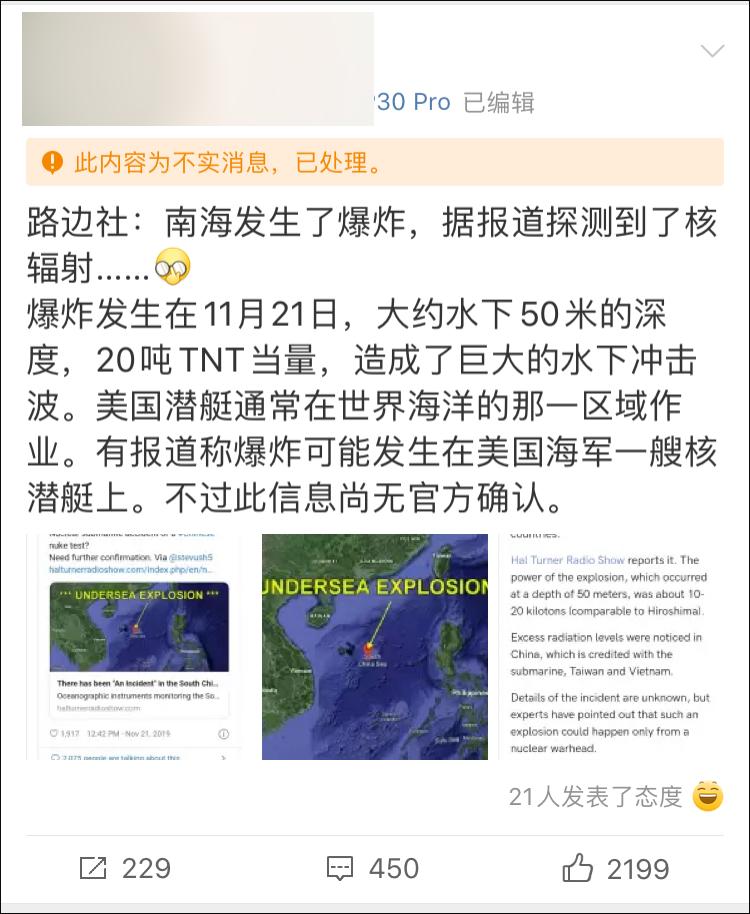 30 Pro 已编辑
此内容为不实消息，已处理。
路边社：南海发生了爆炸，据报道探测到了核
辐射……
爆炸发生在11月21日，大约水下50米的深
度，20吨TNT当量，造成了巨大的水下冲击
波。美国潜艇通常在世界海洋的那一区域作
业。有报道称爆炸可能发生在美国海军一艘核
潜艇上。不过此信息尚无官方确认。
nuke test?
Need further confirmation. Via @stevush5
halturnerradioshow.com/index.php/en/n...
*** UNDERSEA EXPLOSION ***
There has been "An Incident" in the South Chi...
Oceanographic instruments monitoring the So...
halturnerradioshow.com
1,917 12:42 PM - Nov 21, 2019
2,075 people are talking about this
UNDERSEA EXPLOSION
Taiwan
Vietnam
South
China Sea
Philippines
countries.
Hal Turner Radio Show reports it. The
power of the explosion, which occurred
at a depth of 50 meters, was about 10-
20 kilotons (comparable to Hiroshima).
Excess radiation levels were noticed in
China, which is credited with the
submarine, Taiwan and Vietnam.
Details of the incident are unknown, but
experts have pointed out that such an
explosion could happen only from a
nuclear warhead.
21人发表了态度
229
450
2199